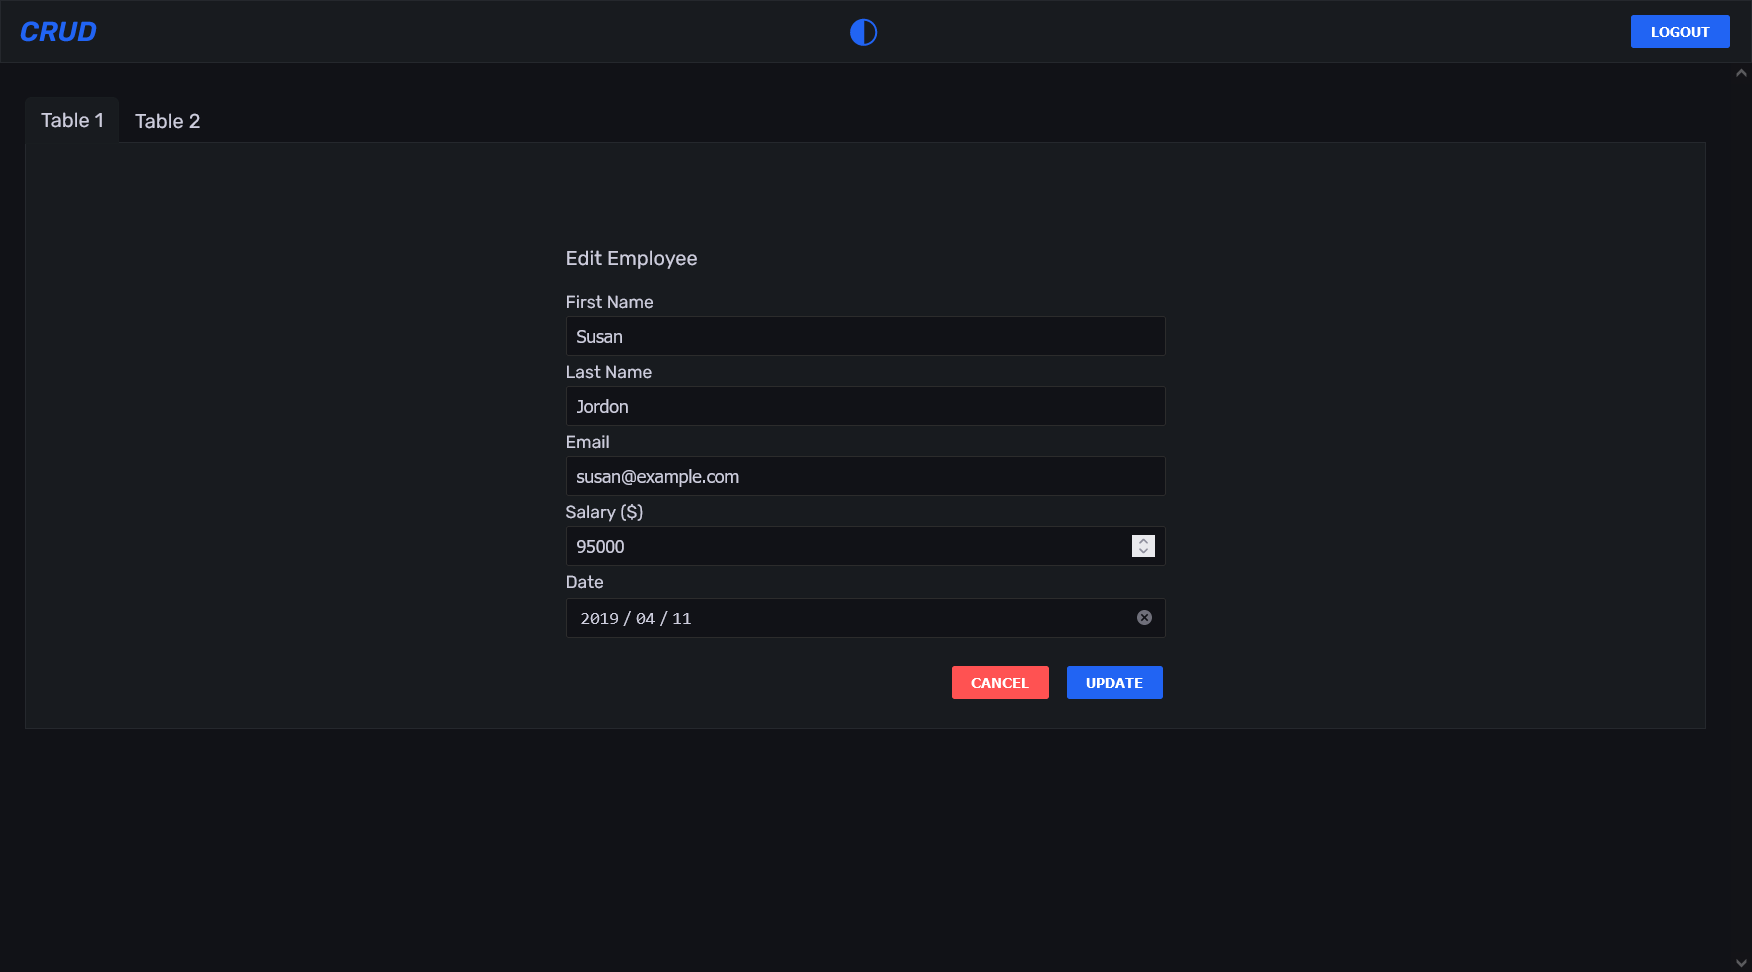 CRUD
LOGOUT
Table 1 Table 2
Edit Employee
First Name
Susan
Last Name
Jordon
Email
susan@example.com
Salary ($)
95000
Date
2019 / 04 / 11
CANCEL UPDATE